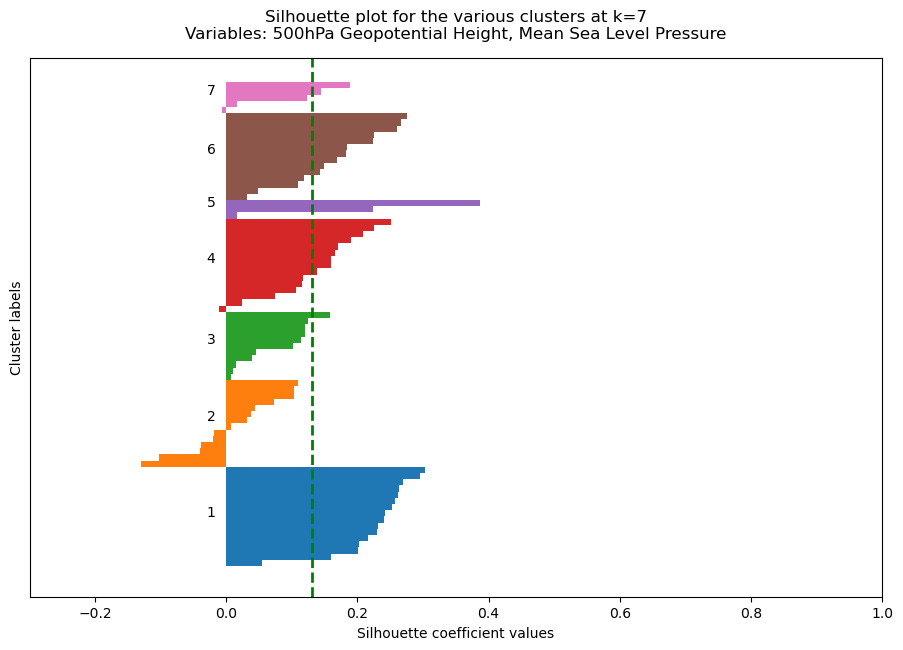 Silhouette plot for the various clusters at k=7
Variables: 500hPa Geopotential Height, Mean Sea Level Pressure
7
6
5
4
3
2
1
Cluster labels
−0.2 0.0 0.2 0.4 0.6 0.8 1.0
Silhouette coefficient values